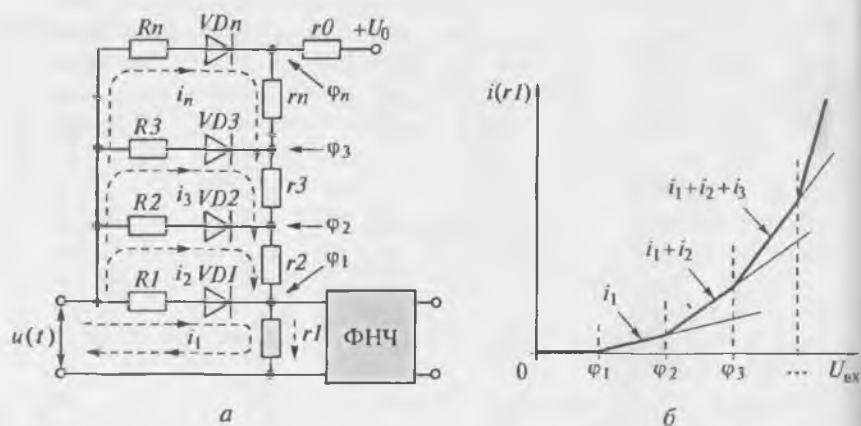 Rn VDn r0 +U₀
iₙ rn φₙ
R3 VD3 φ₃
i₃ r3
R2 VD2 φ₂
i₂ r2 φ₁
R1 VD1
u(t) i₁ r1 ФНЧ
а
i(r1)
i₁+i₂+i₃
i₁+i₂
i₁
0 φ₁ φ₂ φ₃ ... Uвх
б